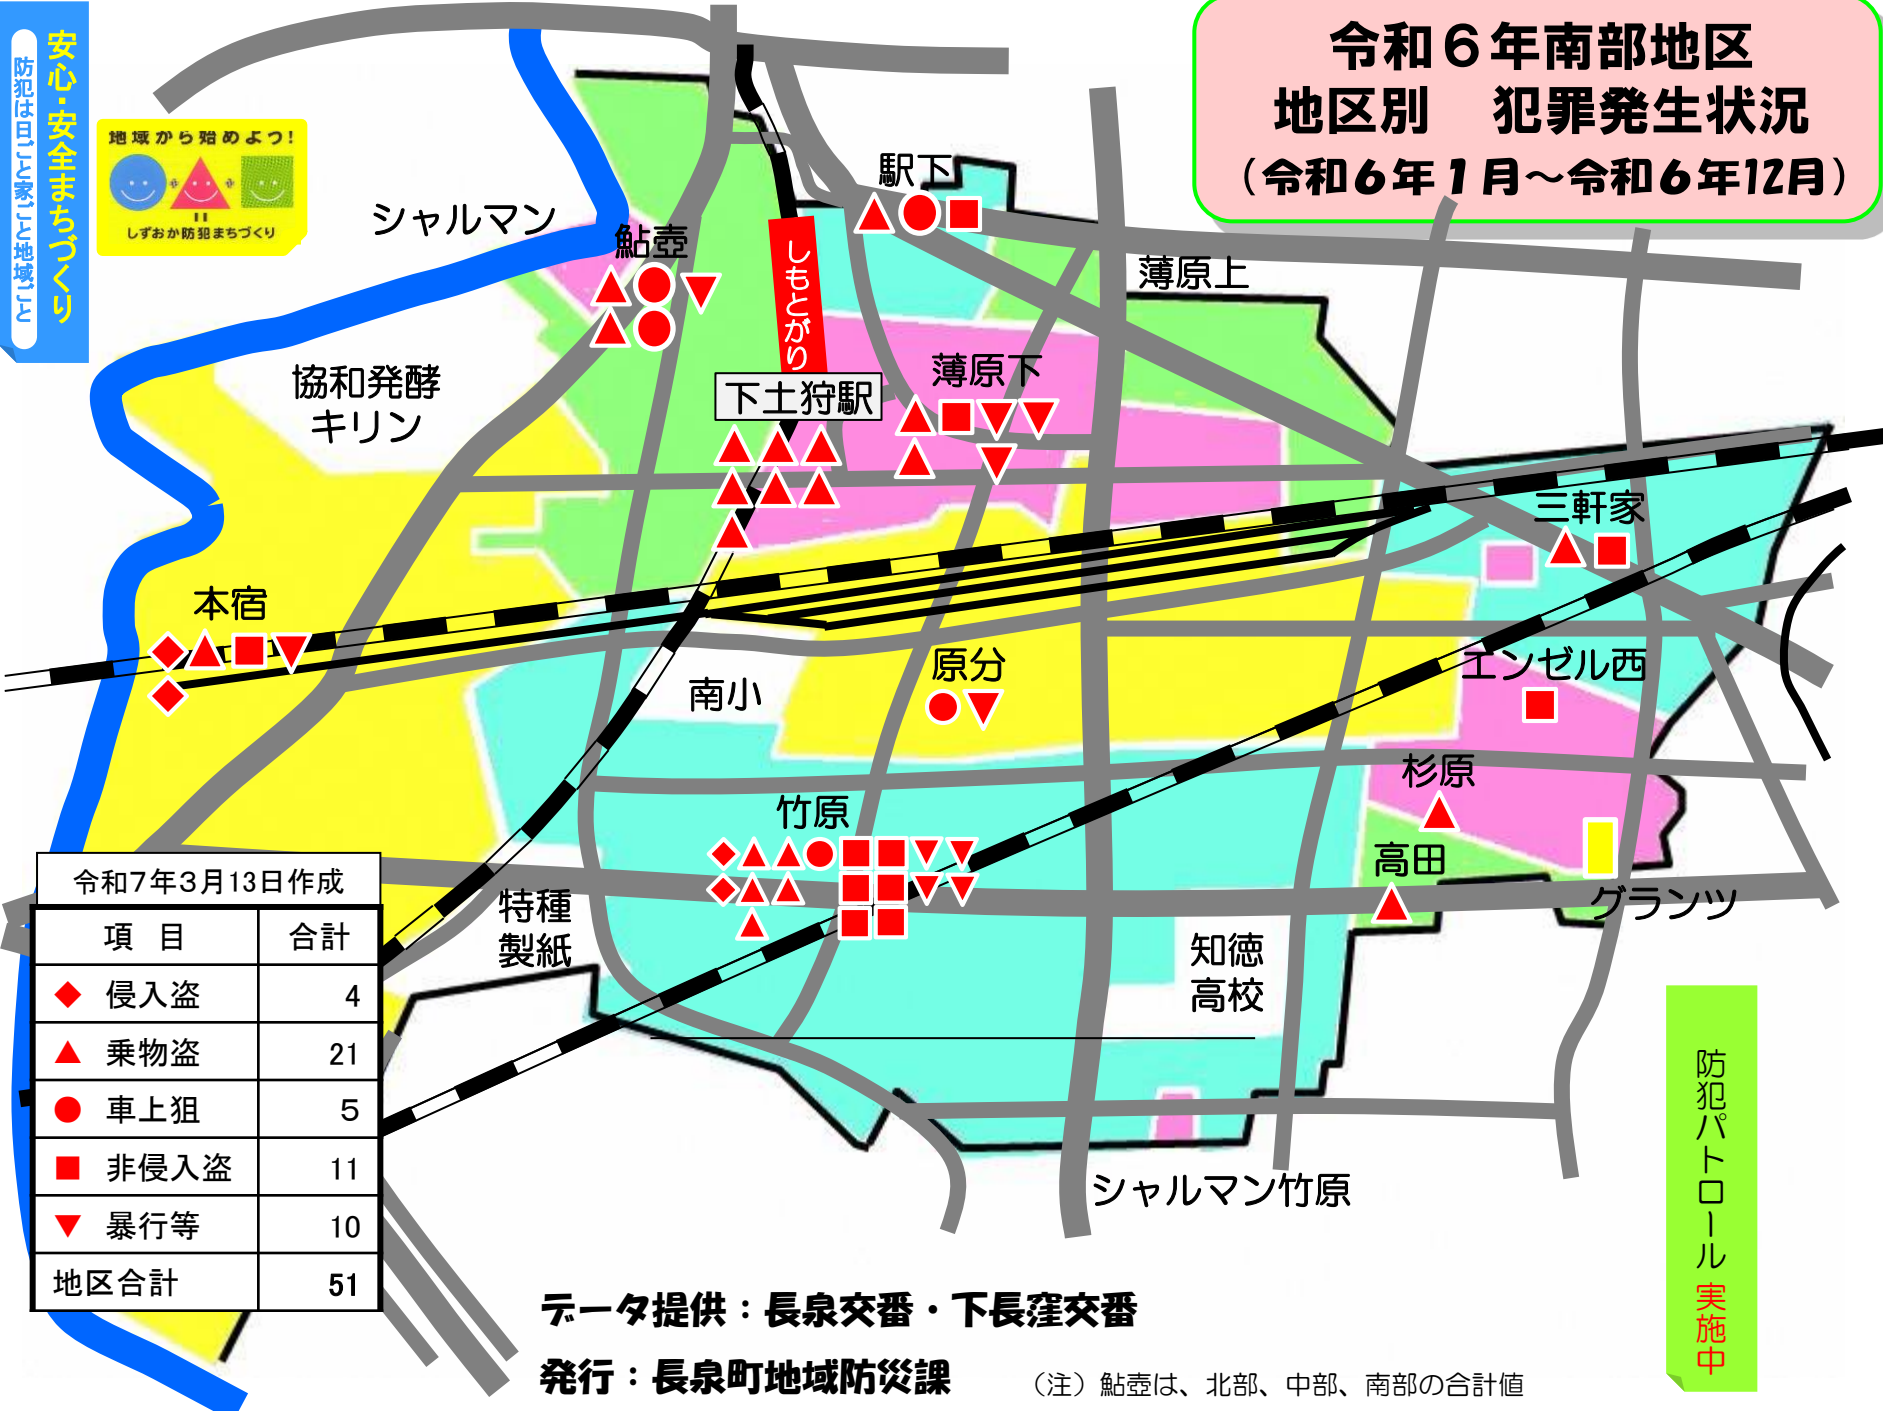 安心・安全まちづくり
防犯は日ごと家ごと地域ごと
地域から始めよう!
しずおか防犯まちづくり
令和６年南部地区
地区別　犯罪発生状況
（令和６年１月～令和６年12月）
シャルマン
鮎壺
駅下
薄原上
しもとがり
下土狩駅
薄原下
協和発酵
キリン
三軒家
本宿
南小
原分
エンゼル西
杉原
竹原
高田
グランツ
特種
製紙
知徳
高校
シャルマン竹原
令和７年３月13日作成
項　目 合計
◆ 侵入盗 4
▲ 乗物盗 21
● 車上狙 5
■ 非侵入盗 11
▼ 暴行等 10
地区合計 51
防犯パトロール 実施中
データ提供：長泉交番・下長窪交番
発行：長泉町地域防災課
（注）鮎壺は、北部、中部、南部の合計値